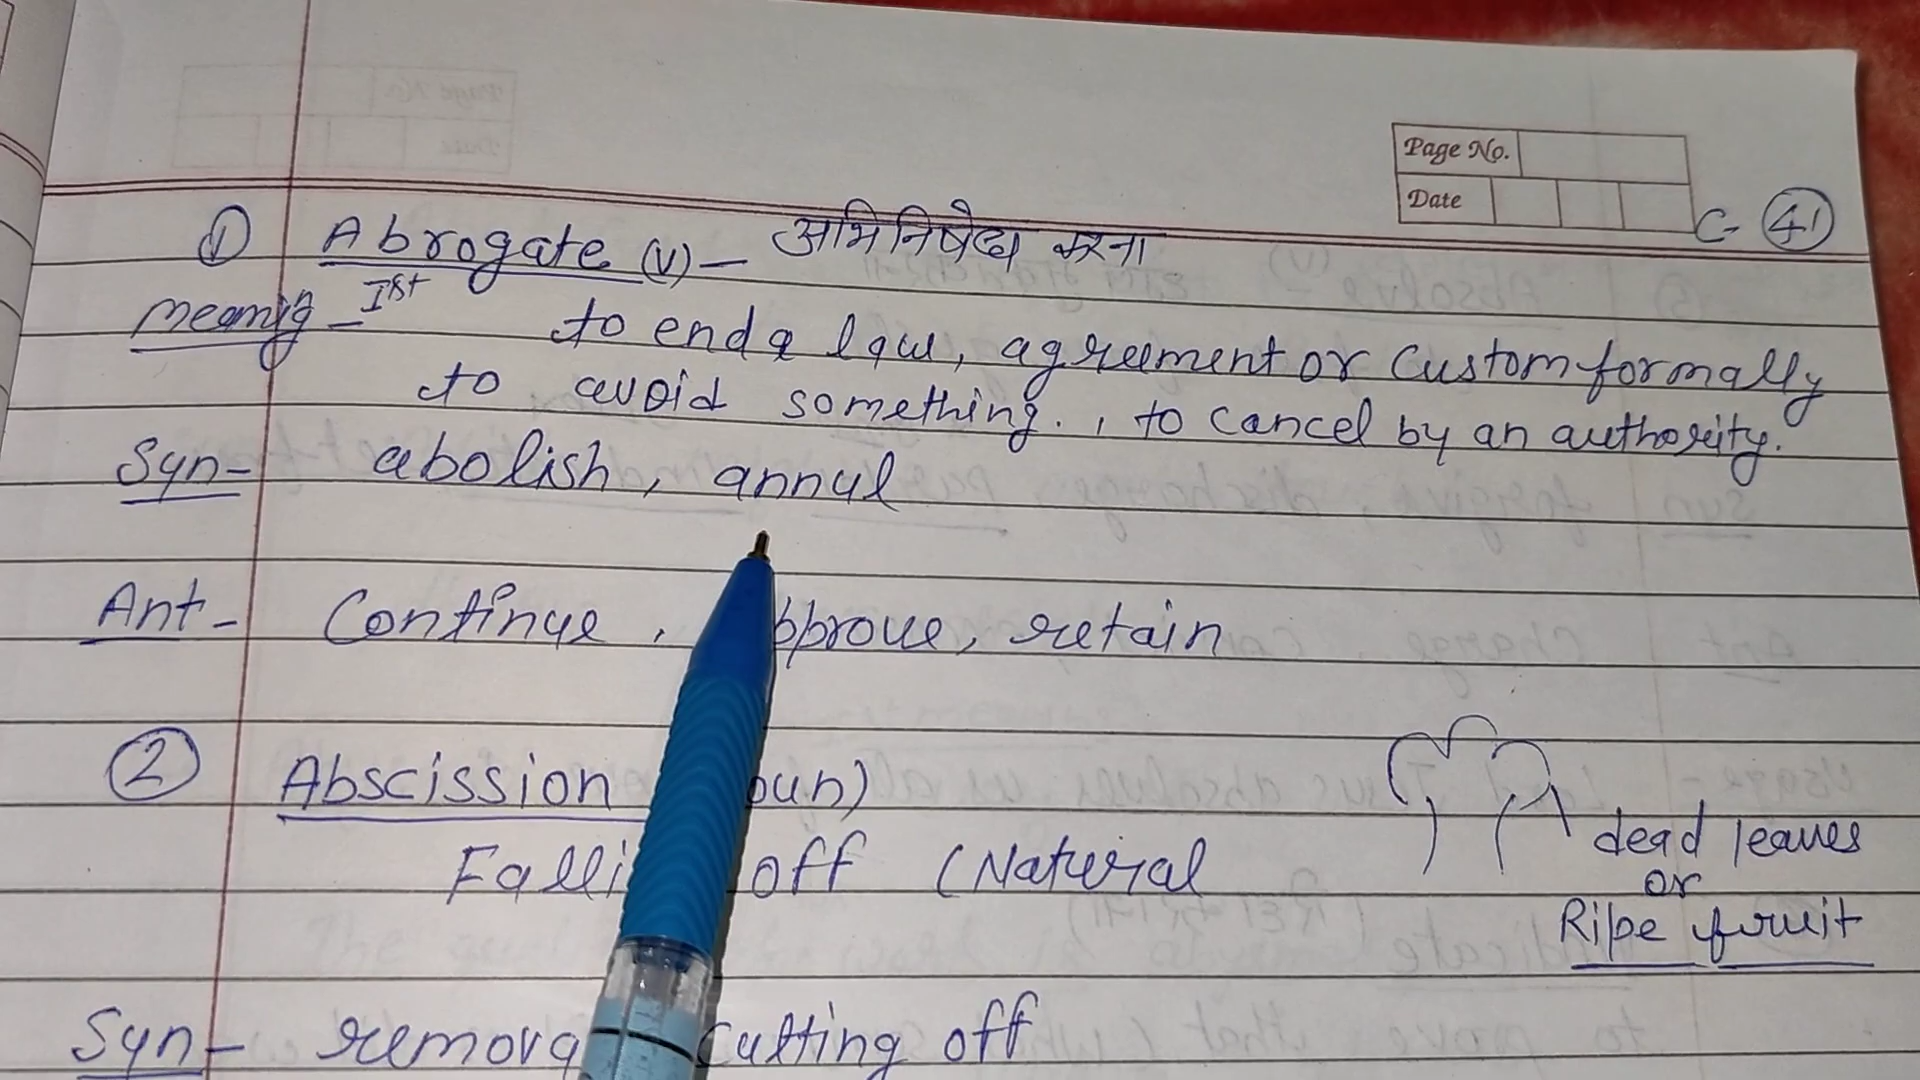 Page No.
Date
C- 41
1 Abrogate (V) - अभिनिषेध करना
meaning - Ist to end a law, agreement or custom formally
to avoid something. , to cancel by an authority.
Syn- abolish, annul
Ant- Continue, pprove, retain
2 Abscission oun)
Falli off (Natural
dead leaves
or
Ripe fruit
Syn- remova cutting off